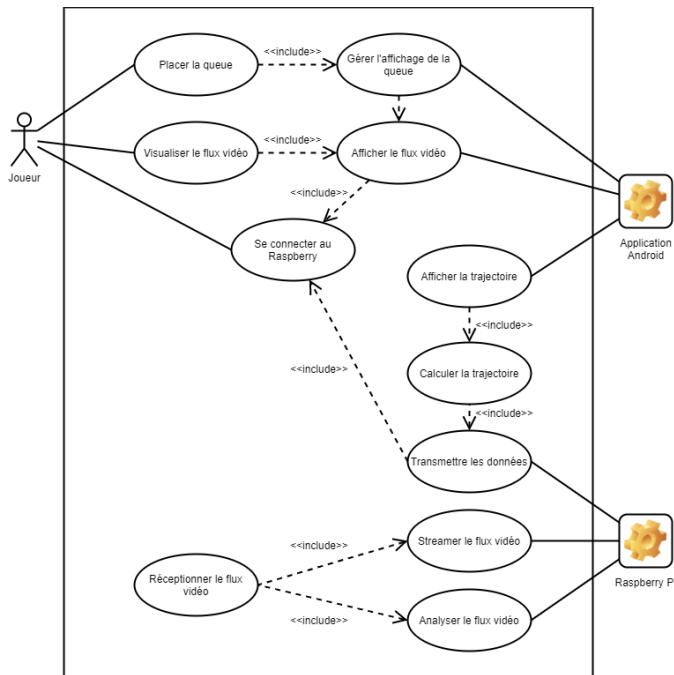 <<include>>
Placer la queue
Gérer l'affichage de la
queue
Joueur
Visualiser le flux vidéo
<<include>>
Afficher le flux vidéo
<<include>>
Se connecter au
Raspberry
Application
Android
Afficher la trajectoire
<<include>>
<<include>>
Calculer la trajectoire
<<include>>
Transmettre les données
<<include>>
Streamer le flux vidéo
Réceptionner le flux
vidéo
Raspberry P
<<include>>
Analyser le flux vidéo